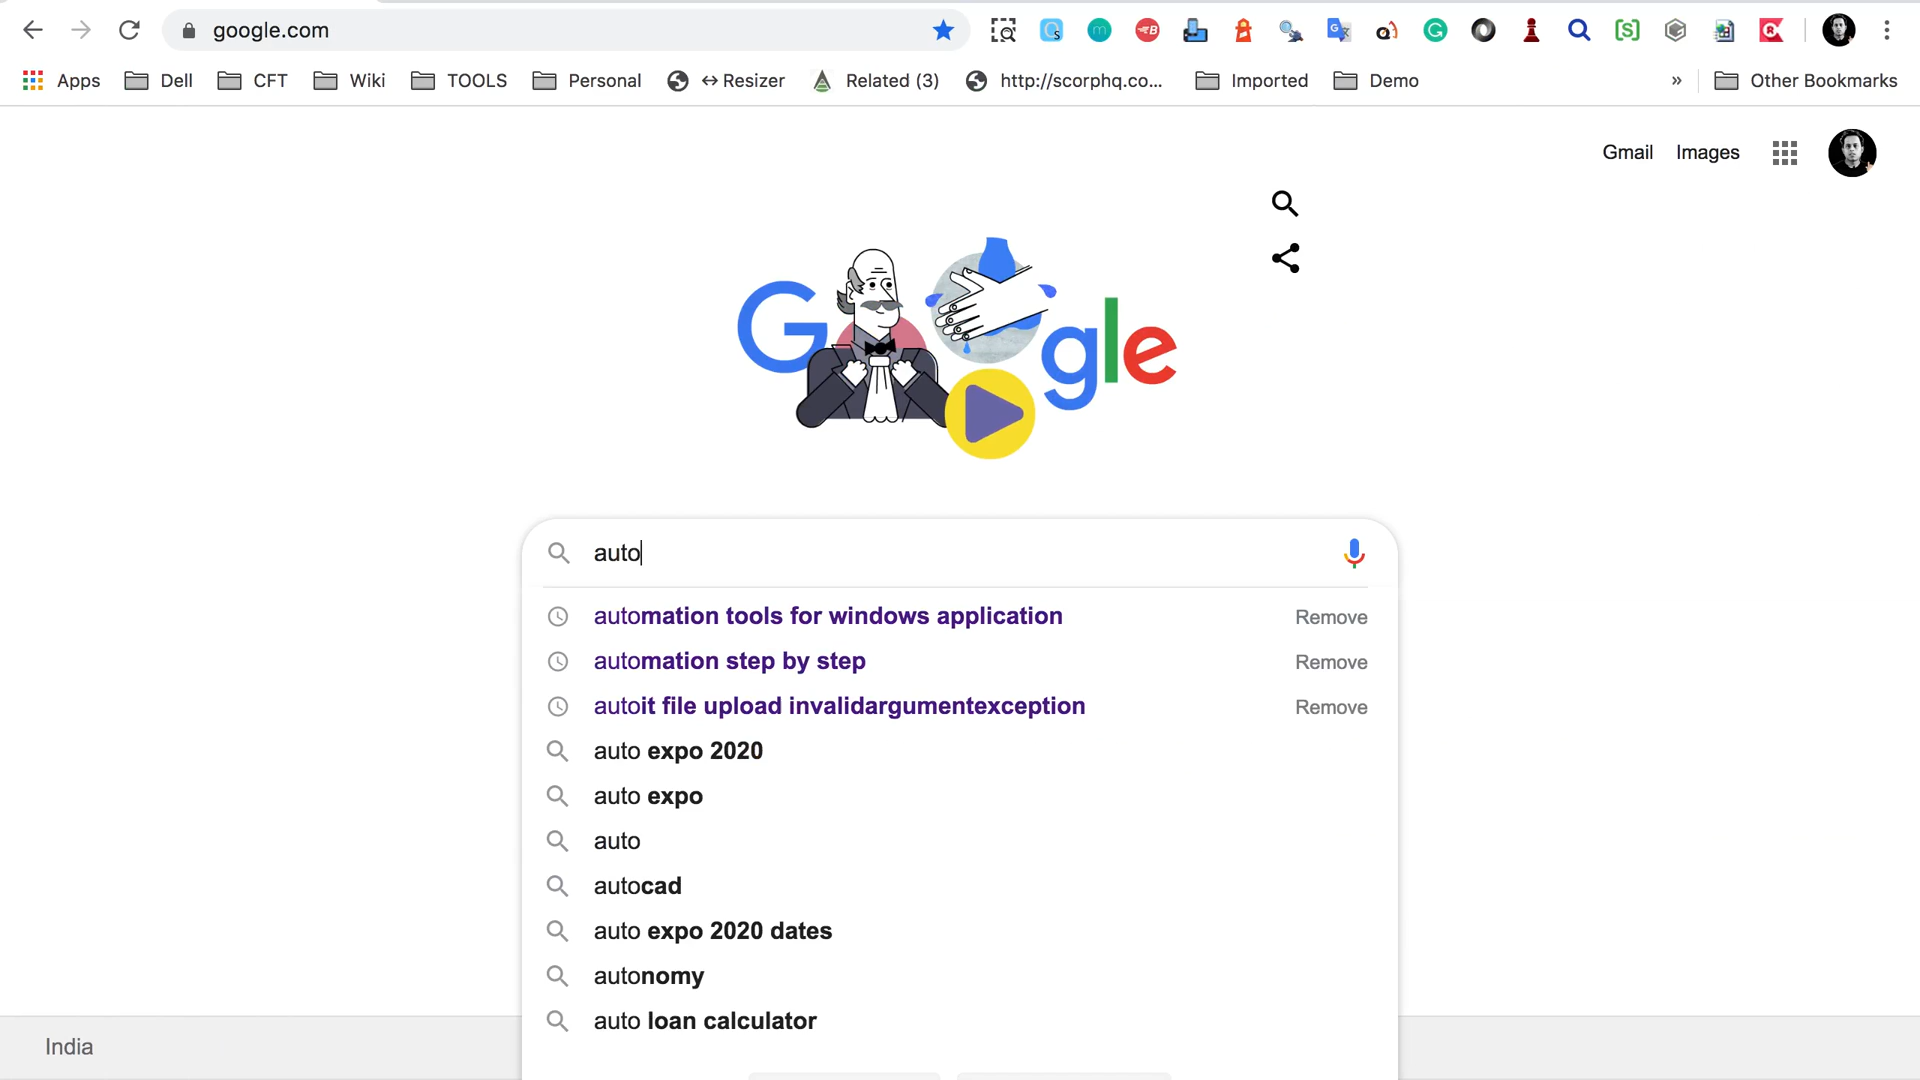 google.com
Apps Dell CFT Wiki TOOLS Personal ↔Resizer Related (3) http://scorphq.co... Imported Demo » Other Bookmarks
Gmail Images
Google
auto
automation tools for windows application Remove
automation step by step Remove
autoit file upload invalidargumentexception Remove
auto expo 2020
auto expo
auto
autocad
auto expo 2020 dates
autonomy
auto loan calculator
India